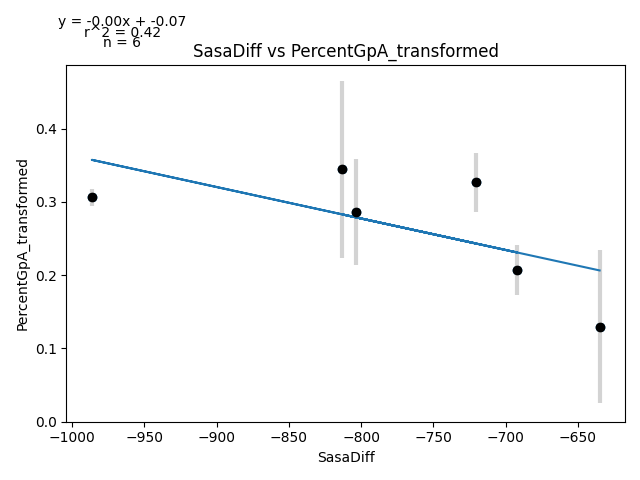 y = -0.00x + -0.07
r^2 = 0.42
n = 6
SasaDiff vs PercentGpA_transformed
PercentGpA_transformed
0.4
0.3
0.2
0.1
0.0
−1000 −950 −900 −850 −800 −750 −700 −650
SasaDiff